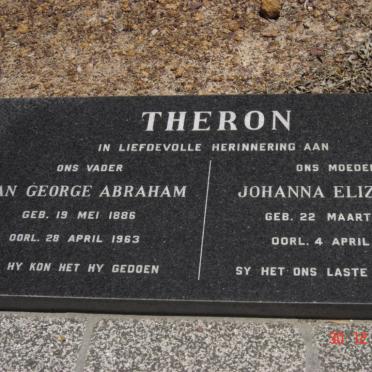 THERON
IN LIEFDEVOLLE HERINNERING AAN
ONS VADER
AN GEORGE ABRAHAM
GEB. 19 MEI 1886
OORL. 28 APRIL 1963
HY KON HET HY GEDOEN
ONS MOEDE
JOHANNA ELIZ
GEB. 22 MAART
OORL. 4 APRIL
SY HET ONS LASTE
30 12